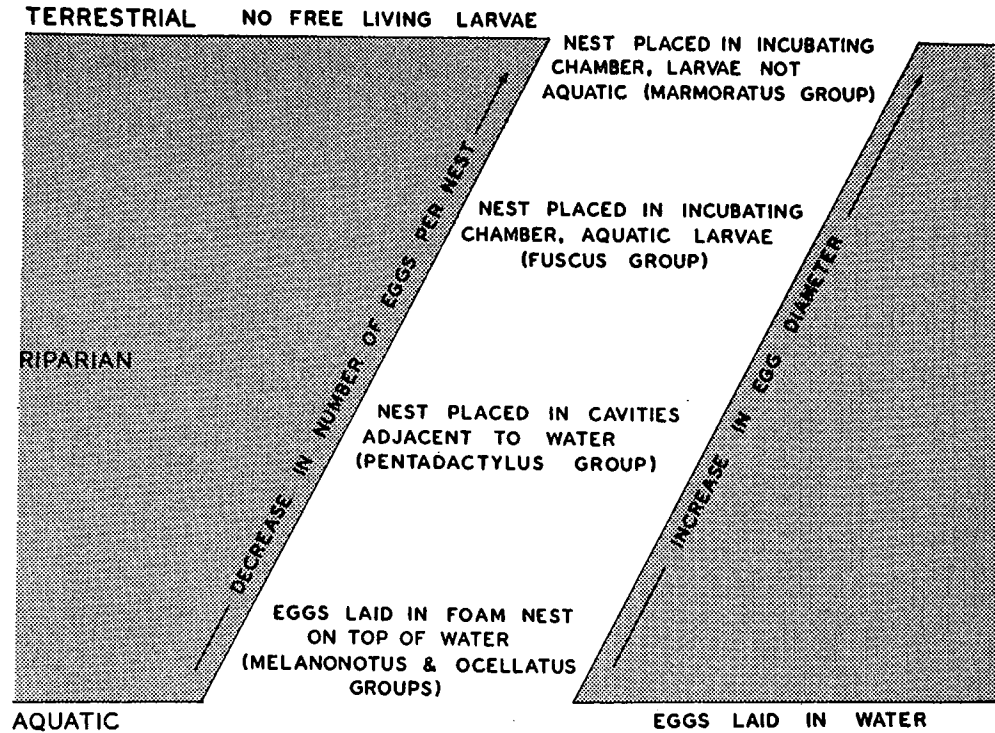 TERRESTRIAL NO FREE LIVING LARVAE
NEST PLACED IN INCUBATING
CHAMBER, LARVAE NOT
AQUATIC (MARMORATUS GROUP)
DECREASE IN NUMBER OF EGGS PER NEST
INCREASE IN EGG DIAMETER
NEST PLACED IN INCUBATING
CHAMBER, AQUATIC LARVAE
(FUSCUS GROUP)
RIPARIAN
NEST PLACED IN CAVITIES
ADJACENT TO WATER
(PENTADACTYLUS GROUP)
EGGS LAID IN FOAM NEST
ON TOP OF WATER
(MELANONOTUS & OCELLATUS
GROUPS)
AQUATIC
EGGS LAID IN WATER